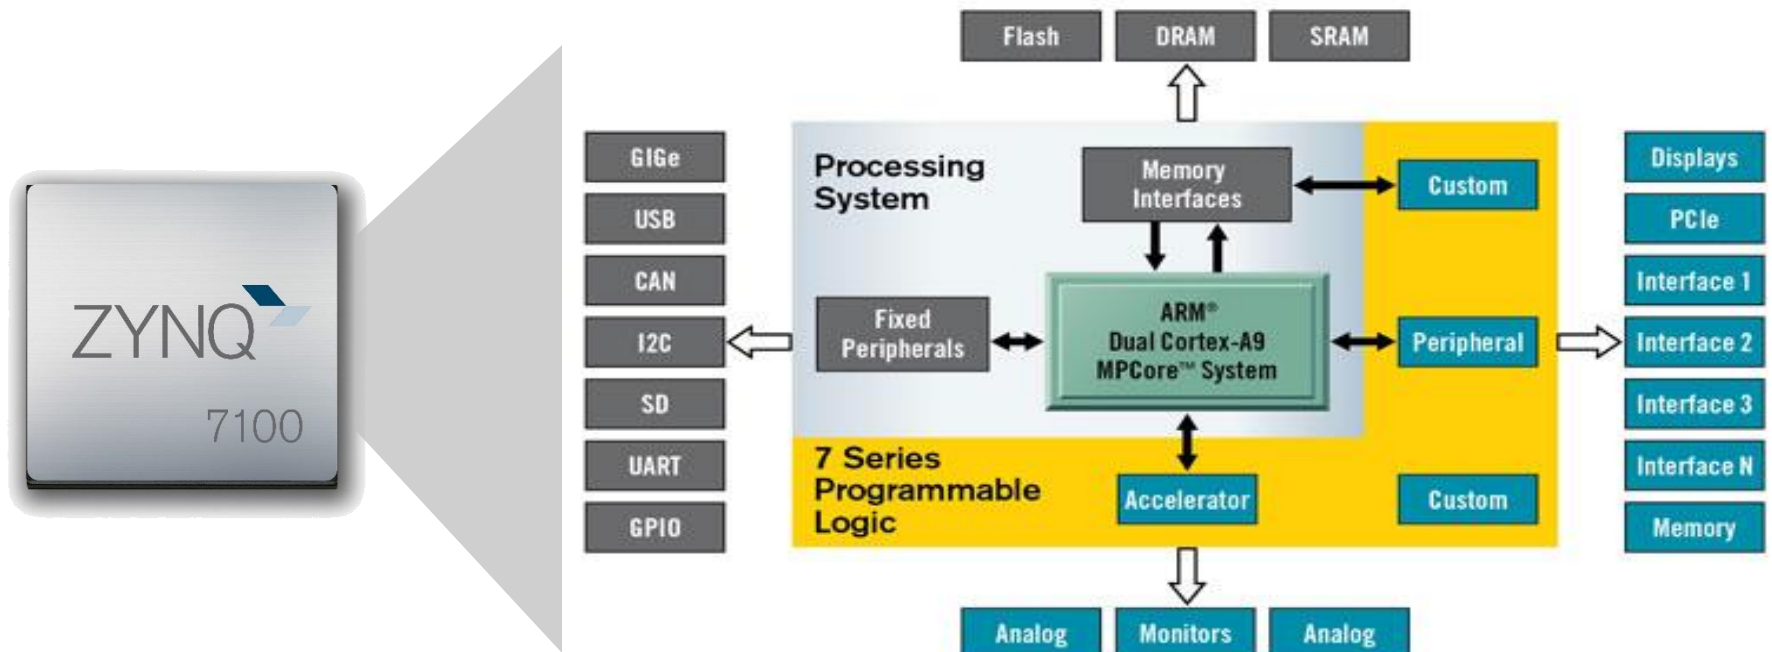 ZYNQ
7100
Flash
DRAM
SRAM
GIGe
USB
CAN
I2C
SD
UART
GPIO
Processing
System
Memory
Interfaces
Custom
Fixed
Peripherals
ARM®
Dual Cortex-A9
MPCore™ System
Peripheral
7 Series
Programmable
Logic
Accelerator
Custom
Displays
PCIe
Interface 1
Interface 2
Interface 3
Interface N
Memory
Analog
Monitors
Analog